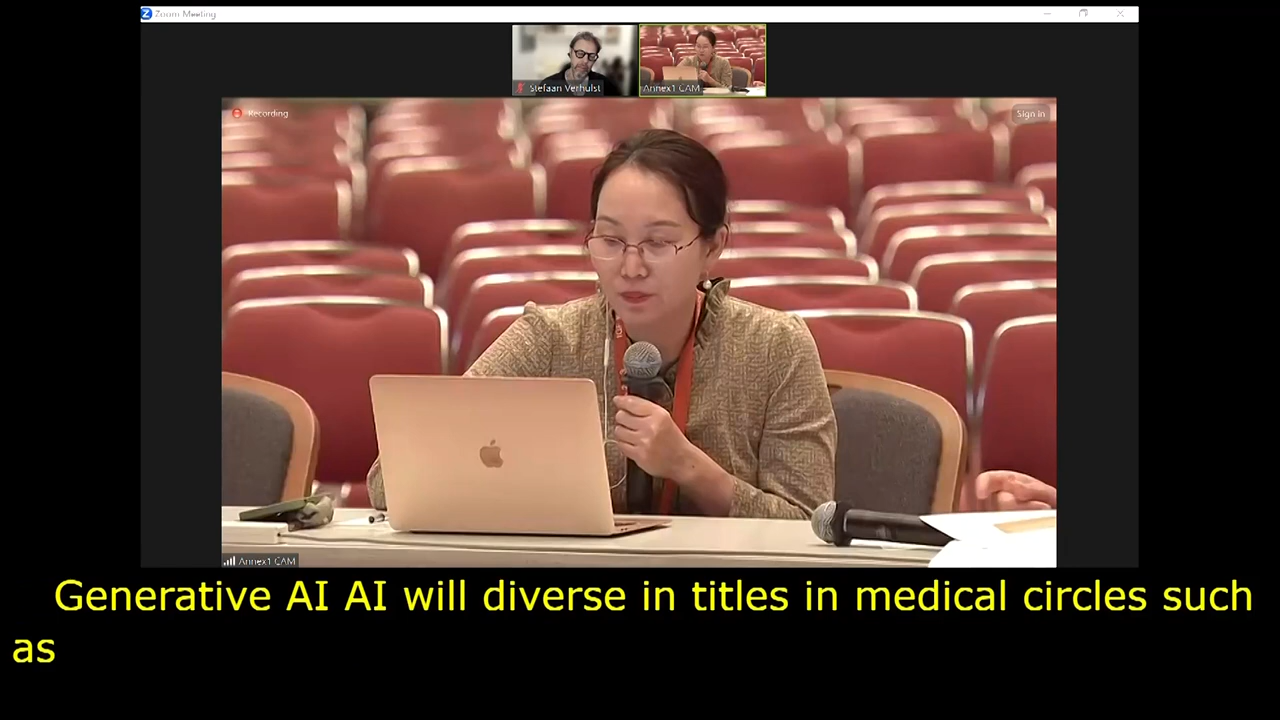 Zoom Meeting
Stefaan Verhulst
Annex1 CAM
Recording
Sign in
Annex1 CAM
Generative AI AI will diverse in titles in medical circles such
as